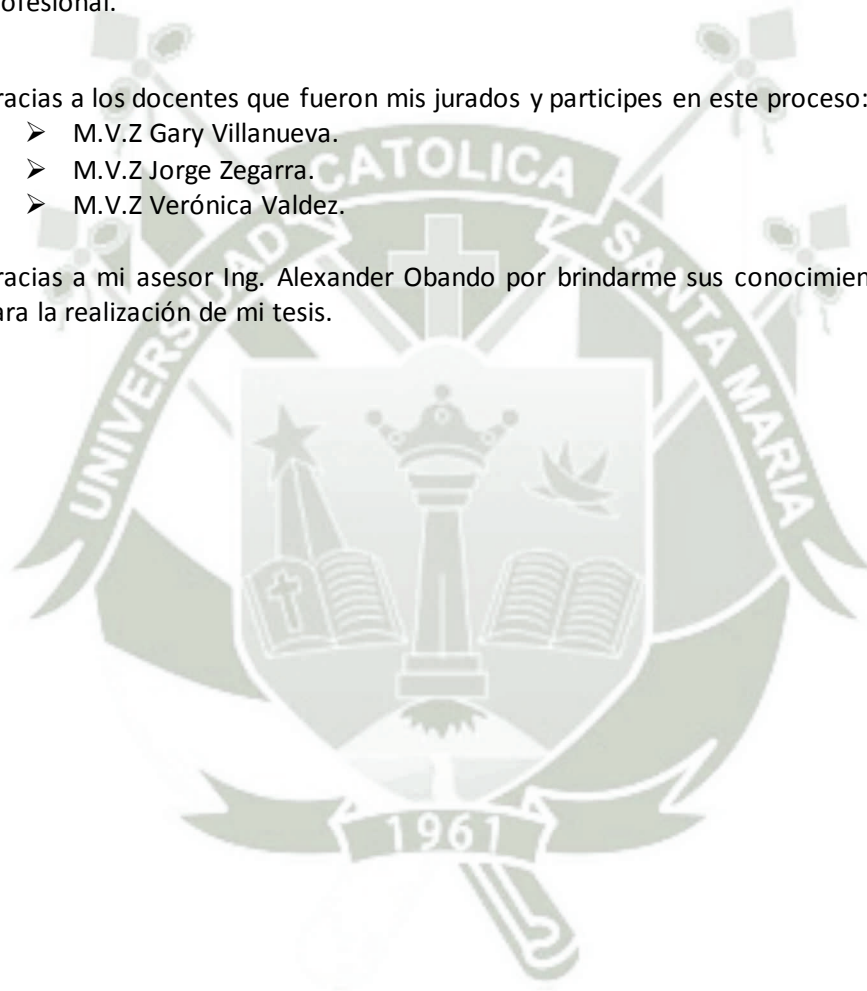 ofesional.
racias a los docentes que fueron mis jurados y participes en este proceso:
➢ M.V.Z Gary Villanueva.
➢ M.V.Z Jorge Zegarra.
➢ M.V.Z Verónica Valdez.
racias a mi asesor Ing. Alexander Obando por brindarme sus conocimien
ara la realización de mi tesis.
UNIVERSIDAD CATOLICA SANTA MARIA
1961